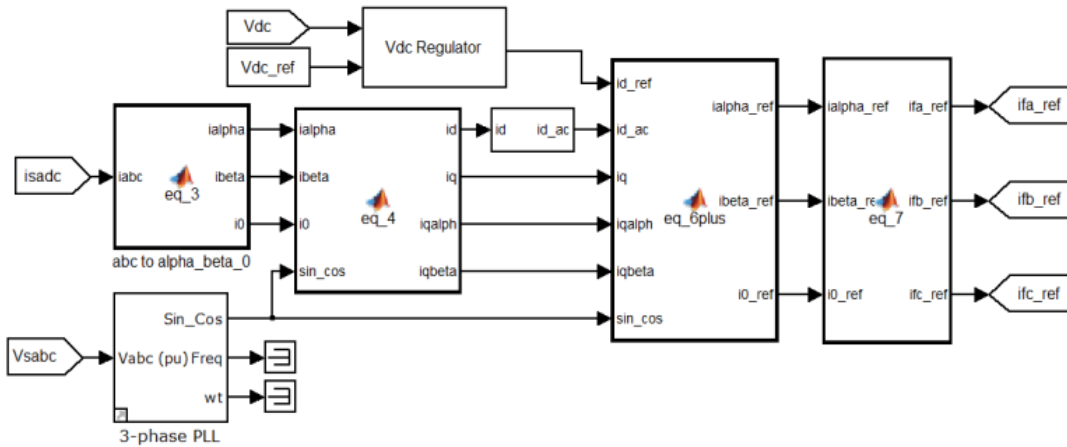 Vdc
Vdc_ref
Vdc Regulator
isadc
iabc
eq_3
ialpha
ibeta
i0
abc to alpha_beta_0
ialpha
ibeta
i0
sin_cos
eq_4
id
iq
iqalph
iqbeta
id
id_ac
id_ref
id_ac
iq
iqalph
iqbeta
sin_cos
eq_6plus
ialpha_ref
ibeta_ref
i0_ref
ialpha_ref
i0_ref
eq_7
ifa_ref
ifb_ref
ifc_ref
ifa_ref
ifb_ref
ifc_ref
Vsabc
Vabc (pu)
Sin_Cos
Freq
wt
3-phase PLL